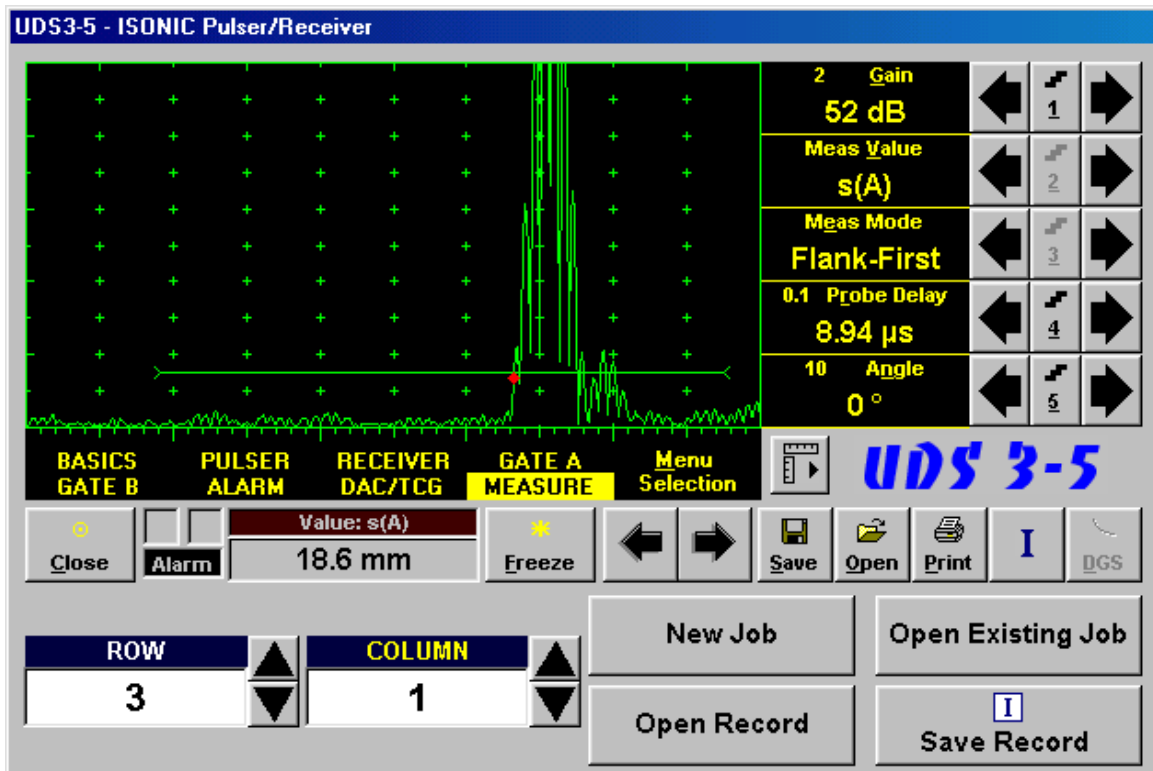 UDS3-5 - ISONIC Pulser/Receiver
2 Gain
52 dB
1
Meas Value
s(A)
2
Meas Mode
Flank-First
3
0.1 Probe Delay
8.94 µs
4
10 Angle
0 °
5
BASICS PULSER RECEIVER GATE A Menu
GATE B ALARM DAC/TCG MEASURE Selection
UDS 3-5
Close
Alarm
Value: s(A)
18.6 mm
Freeze
Save
Open
Print
I
DGS
ROW
3
COLUMN
1
New Job
Open Existing Job
Open Record
I
Save Record